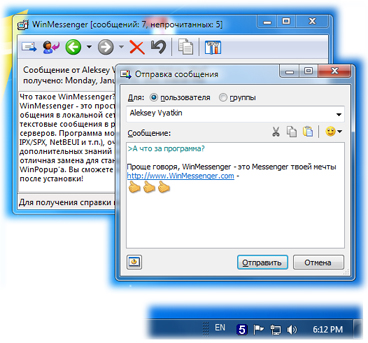 WinMessenger [сообщений: 7, непрочитанных: 5]
Сообщение от Aleksey V
получено: Monday, Janu
Что такое WinMessenger?
WinMessenger - это прост
общения в локальной сет
текстовые сообщения в р
серверов. Программа мо
IPX/SPX, NetBEUI и т.п.), о
дополнительных знаний
отличная замена для ста
WinPopup'а. Вы сможете
после установки!
Для получения справки н
Отправка сообщения
Для: пользователя группы
Aleksey Vyatkin
Сообщение:
>А что за программа?
Проще говоря, WinMessenger - это Messenger твоей мечты
http://www.WinMessenger.com -
Отправить Отмена
EN 5 6:12 PM